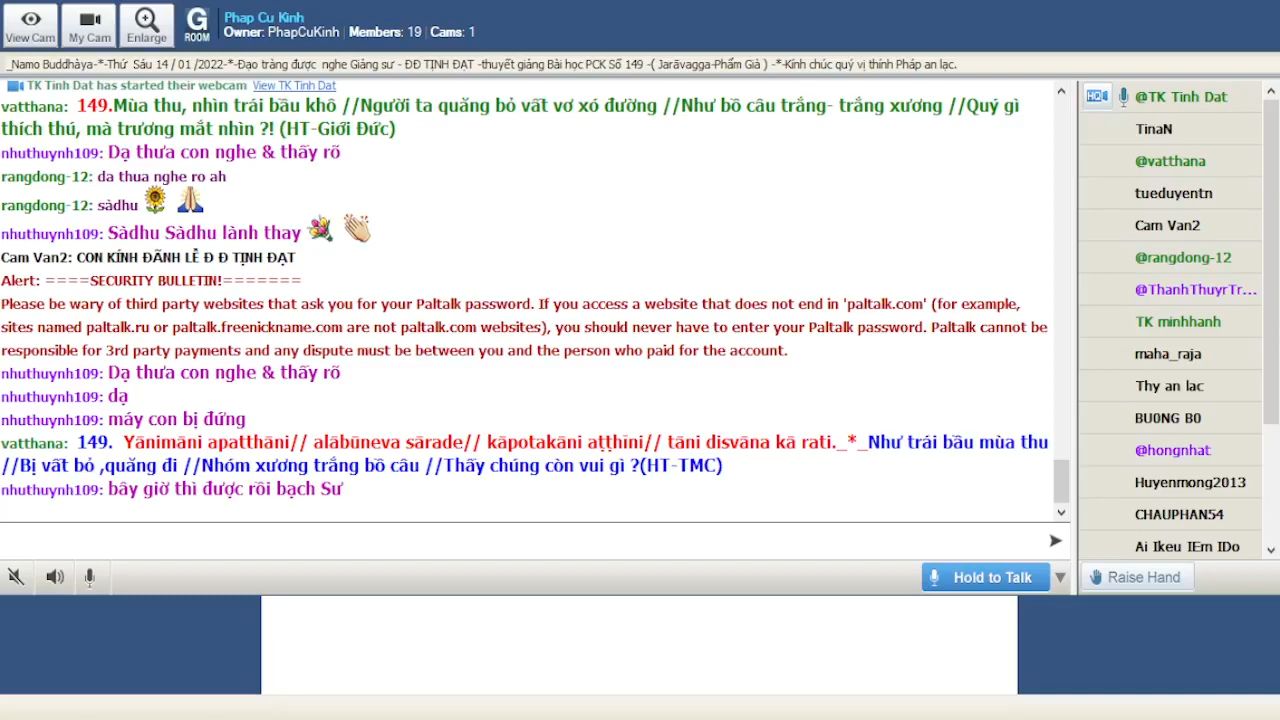 View Cam
My Cam
Enlarge
G
ROOM
Phap Cu Kinh
Owner: PhapCuKinh | Members: 19 | Cams: 1
_Namo Buddhàya-*-Thứ Sáu 14 / 01 /2022-*-Đạo tràng được nghe Giảng sư - ĐĐ TỊNH ĐẠT -thuyết giảng Bài học PCK Số 149 -( Jarāvagga-Phẩm Già ) -*-Kính chúc quý vị thính Pháp an lạc.
TK Tinh Dat has started their webcam View TK Tinh Dat
vatthana: 149.Mùa thu, nhìn trái bầu khô //Người ta quăng bỏ vất vơ xó đường //Như bồ câu trắng- trắng xương //Quý gì
thích thú, mà trương mắt nhìn ?! (HT-Giới Đức)
nhuthuynh109: Dạ thưa con nghe & thấy rõ
rangdong-12: da thua nghe ro ah
rangdong-12: sàdhu
nhuthuynh109: Sàdhu Sàdhu lành thay
Cam Van2: CON KÍNH ĐÃNH LỄ Đ Đ TỊNH ĐẠT
Alert: ====SECURITY BULETIN!=======
Please be wary of third party websites that ask you for your Paltalk password. If you access a website that does not end in 'paltalk.com' (for example,
sites named paltalk.ru or paltalk.freenickname.com are not paltalk.com websites), you should never have to enter your Paltalk password. Paltalk cannot be
responsible for 3rd party payments and any dispute must be between you and the person who paid for the account.
nhuthuynh109: Dạ thưa con nghe & thấy rõ
nhuthuynh109: dạ
nhuthuynh109: máy con bị đứng
vatthana: 149. Yānimāni apatthāni// alābūneva sārade// kāpotakāni aṭṭhīni// tāni disvāna kā rati._*_Như trái bầu mùa thu
//Bị vất bỏ ,quăng đi //Nhóm xương trắng bồ câu //Thấy chúng còn vui gì ?(HT-TMC)
nhuthuynh109: bây giờ thì được rồi bạch Sư
Hold to Talk
HQ
@TK Tinh Dat
TinaN
@vatthana
tueduyentn
Cam Van2
@rangdong-12
@ThanhThuyrTr...
TK minhhanh
maha_raja
Thy an lac
BU0NG B0
@hongnhat
Huyenmong2013
CHAUPHAN54
Ai Ikeu IEm IDo
Raise Hand